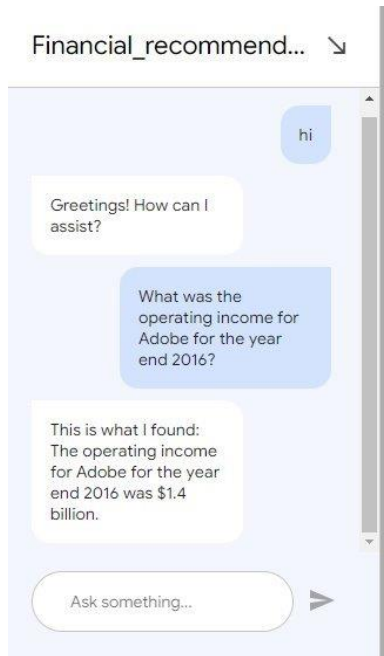 Financial_recommend...
hi
Greetings! How can I
assist?
What was the
operating income for
Adobe for the year
end 2016?
This is what I found:
The operating income
for Adobe for the year
end 2016 was $1.4
billion.
Ask something...